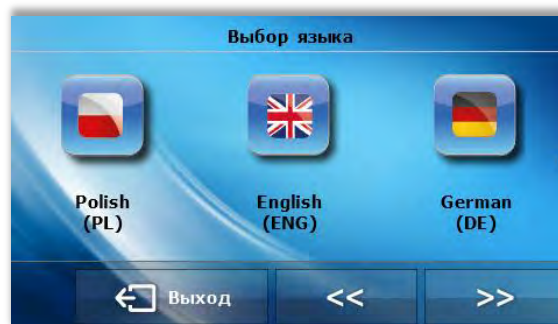 Выбор языка
Polish English German
(PL) (ENG) (DE)
Выход << >>